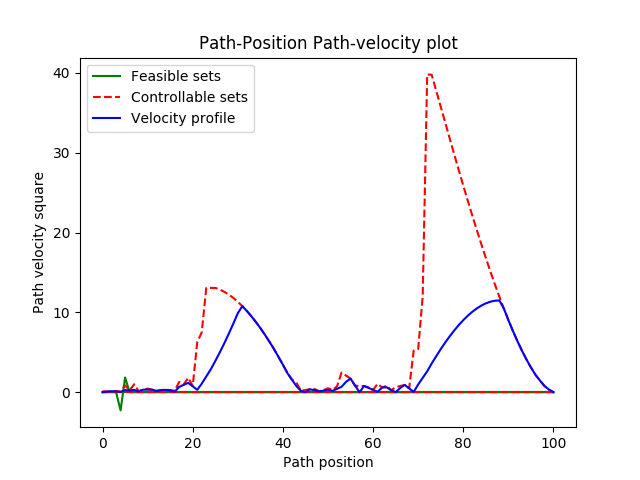 Path-Position Path-velocity plot
Feasible sets
Controllable sets
Velocity profile
Path velocity square
40
30
20
10
0
0 20 40 60 80 100
Path position